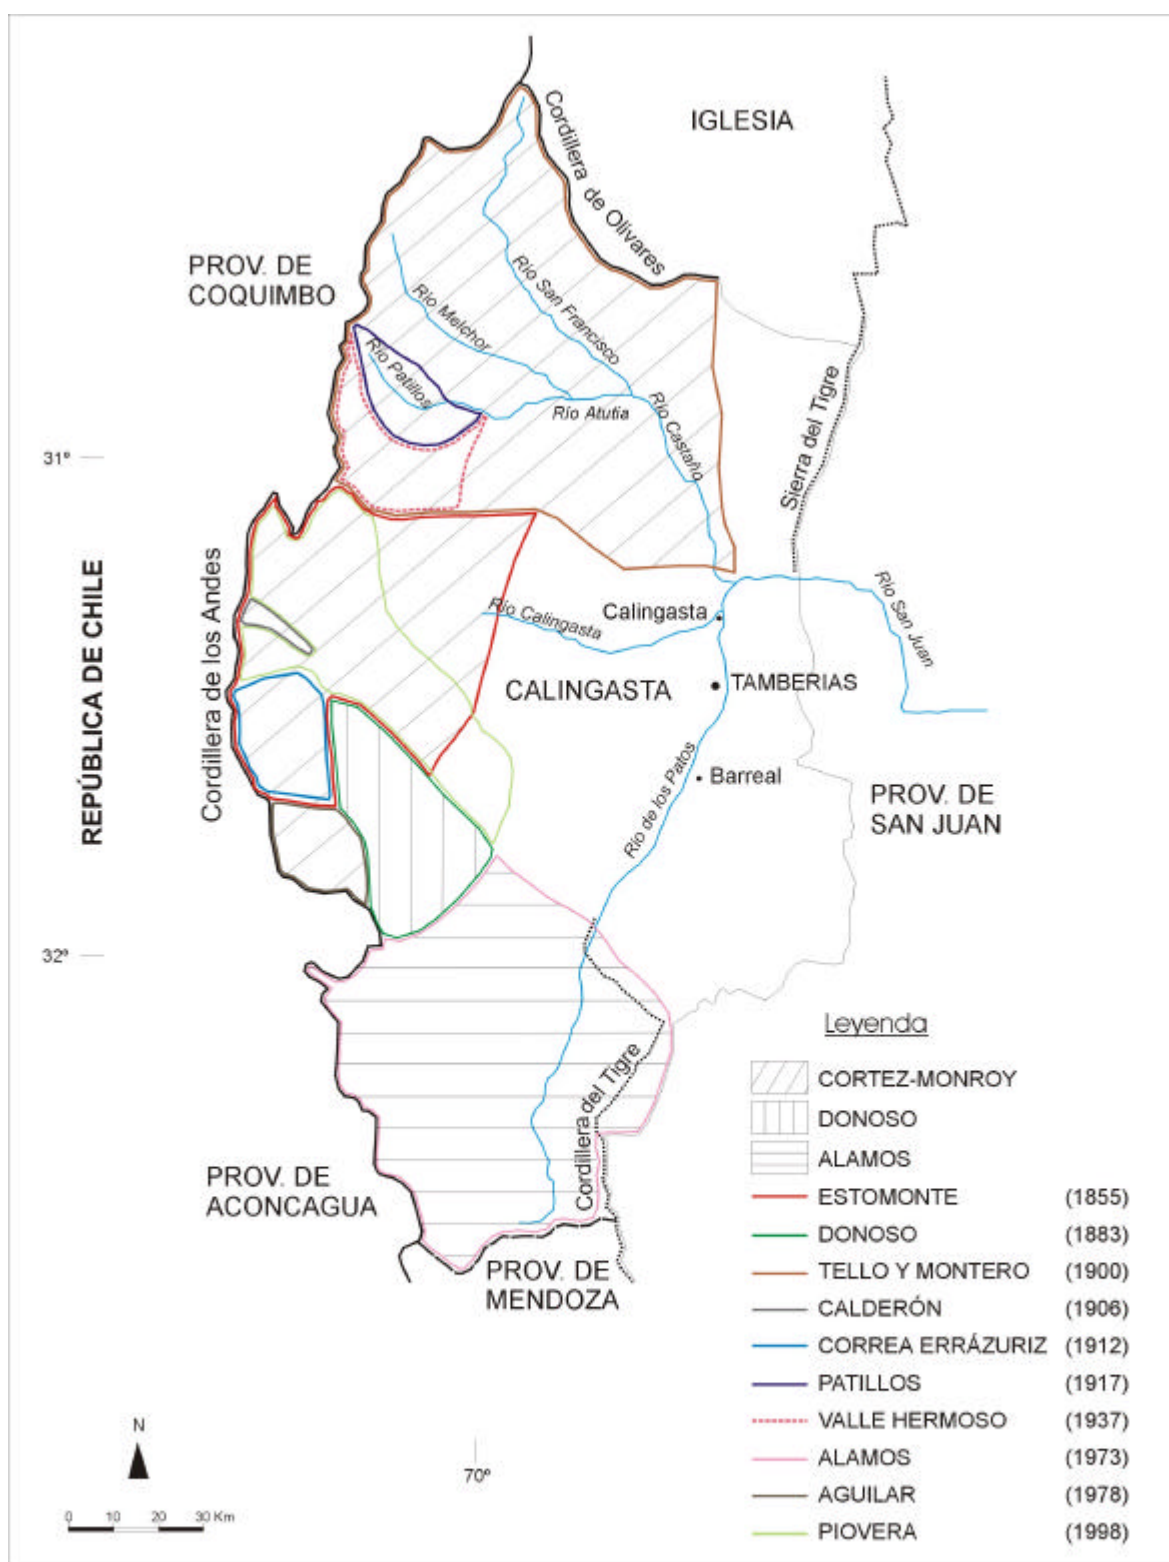 IGLESIA
Cordillera de Olivares
PROV. DE
COQUIMBO
Río San Francisco
Río Melchor
Río Patillos
Río Atutia
Río Castaño
Sierra del Tigre
31º
REPÚBLICA DE CHILE
Cordillera de los Andes
Río Calingasta
Calingasta
Río San Juan
CALINGASTA
TAMBERIAS
Río de los Patos
Barreal
PROV. DE
SAN JUAN
32º
Cordillera del Tigre
PROV. DE
ACONCAGUA
PROV. DE
MENDOZA
Leyenda
CORTEZ-MONROY
DONOSO
ALAMOS
ESTOMONTE (1855)
DONOSO (1883)
TELLO Y MONTERO (1900)
CALDERÓN (1906)
CORREA ERRÁZURIZ (1912)
PATILLOS (1917)
VALLE HERMOSO (1937)
ALAMOS (1973)
AGUILAR (1978)
PIOVERA (1998)
N
70º
0 10 20 30 Km